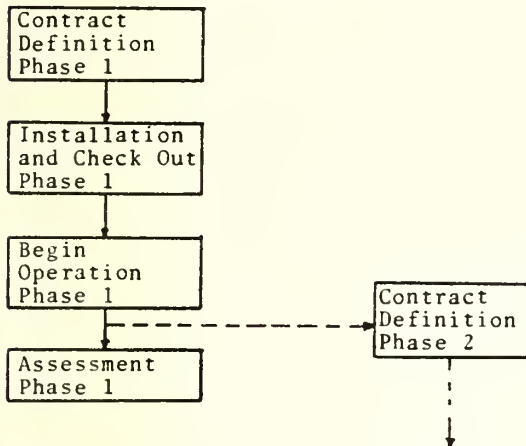 Contract
Definition
Phase 1
Installation
and Check Out
Phase 1
Begin
Operation
Phase 1
Assessment
Phase 1
Contract
Definition
Phase 2